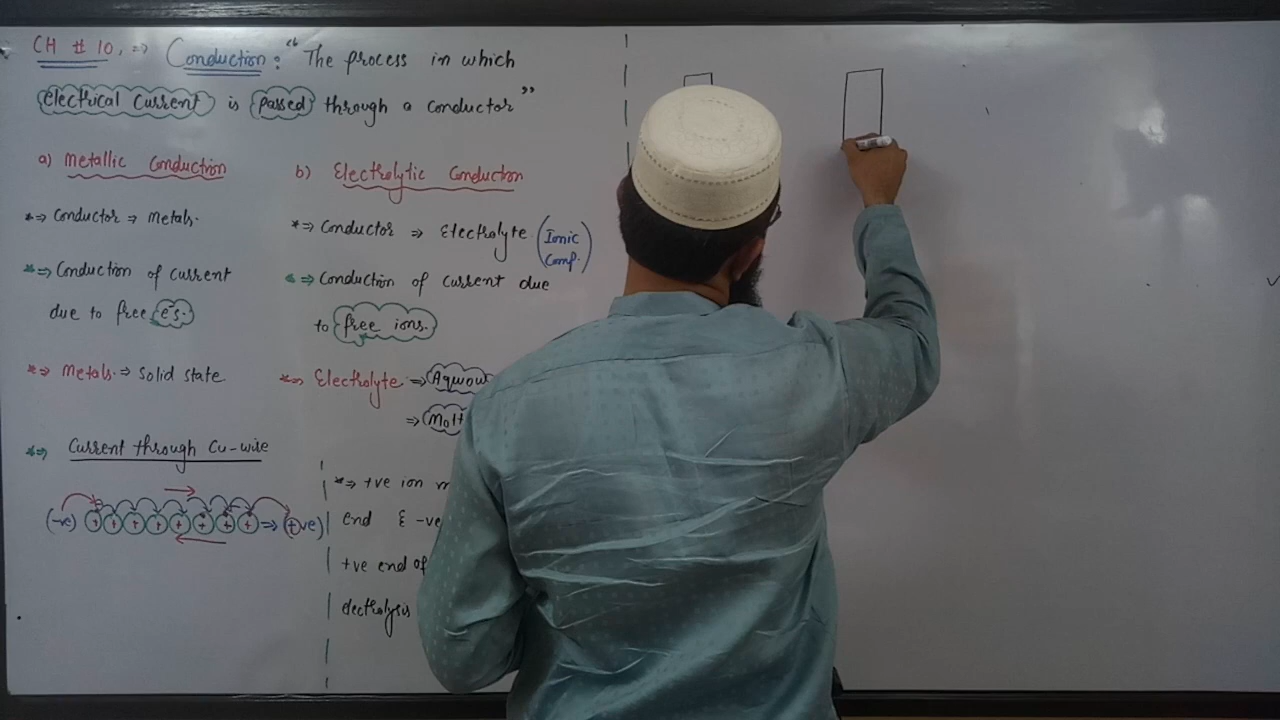 CH # 10, ⇒ Conduction: "The process in which
electrical current is passed through a conductor"
a) Metallic Conduction
*⇒ Conductor ⇒ Metals.
*⇒ Conduction of current
due to free e⁻s.
*⇒ Metals ⇒ Solid state
*⇒ Current through Cu-wire
(-ve) + + + + + + + + ⇒ (+ve)
b) Electrolytic Conduction
*⇒ Conductor ⇒ Electrolyte (Ionic
Comp.)
*⇒ Conduction of current due
to free ions.
*⇒ Electrolyte ⇒
⇒
*⇒ +ve ion
end & -ve
+ve end of